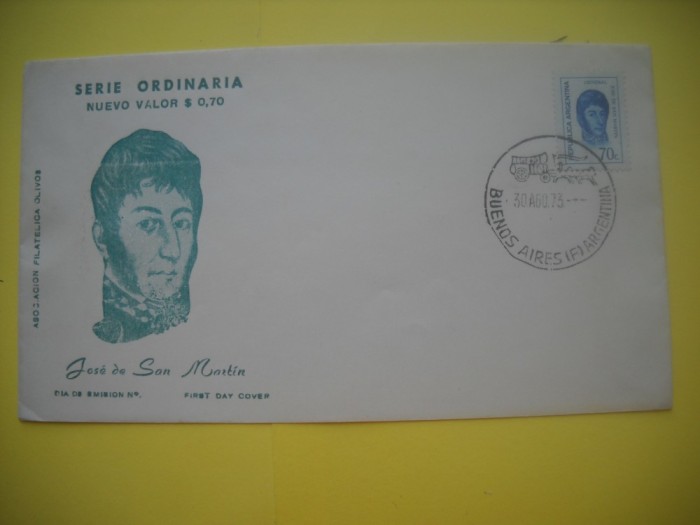 SERIE ORDINARIA
NUEVO VALOR $ 0,70
ASOCIACION FILATELICA OLIVOS
José de San Martín
DIA DE EMISION Nº.
FIRST DAY COVER
REPUBLICA ARGENTINA
GENERAL
70c
30 AGO.73
BUENOS AIRES (F) ARGENTINA